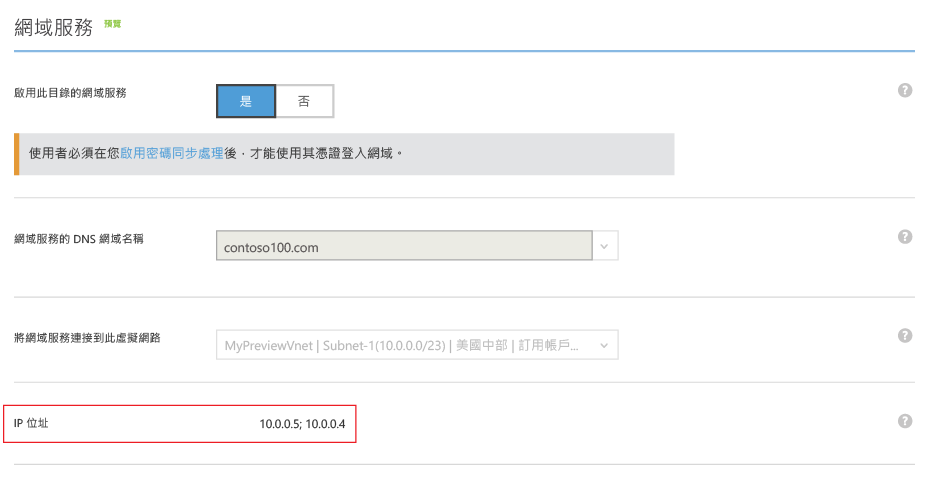 網域服務 預覽
啟用此目錄的網域服務 是 否 ?
使用者必須在您啟用密碼同步處理後，才能使用其憑證登入網域。
網域服務的 DNS 網域名稱 contoso100.com ?
將網域服務連接到此虛擬網路 MyPreviewVnet | Subnet-1(10.0.0.0/23) | 美國中部 | 訂用帳戶... ?
IP 位址 10.0.0.5; 10.0.0.4 ?